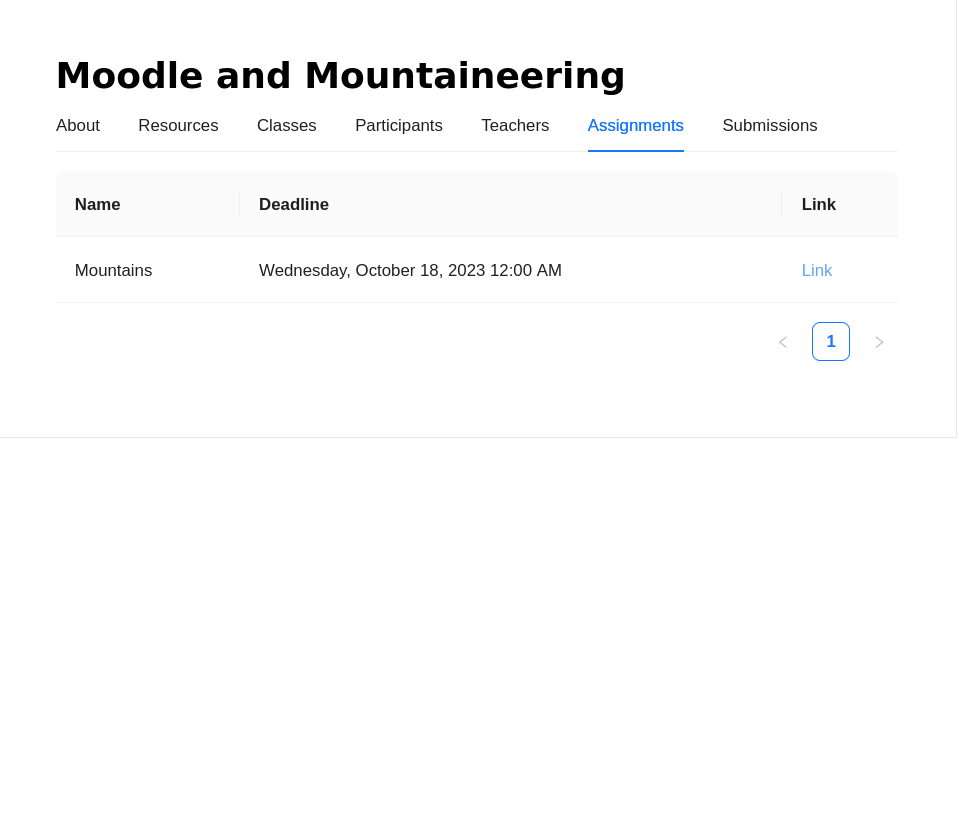 Moodle and Mountaineering
About Resources Classes Participants Teachers Assignments Submissions
Name Deadline Link
Mountains Wednesday, October 18, 2023 12:00 AM Link
1